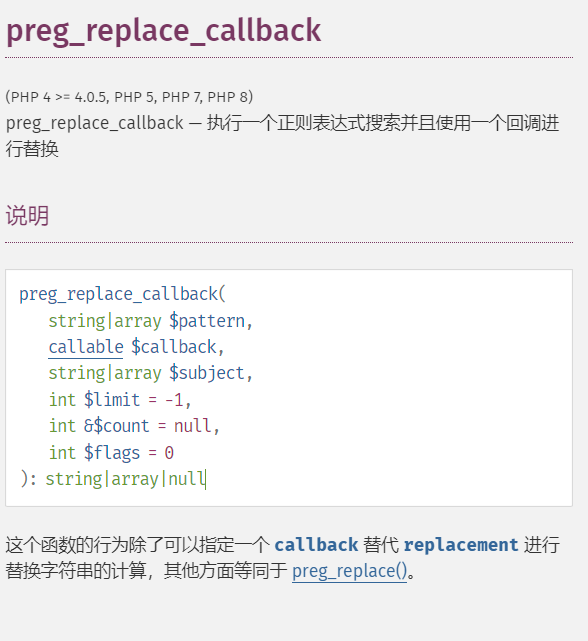 preg_replace_callback
(PHP 4 >= 4.0.5, PHP 5, PHP 7, PHP 8)
preg_replace_callback — 执行一个正则表达式搜索并且使用一个回调进
行替换
说明
preg_replace_callback(
string|array $pattern,
callable $callback,
string|array $subject,
int $limit = -1,
int &$count = null,
int $flags = 0
): string|array|null
这个函数的行为除了可以指定一个 callback 替代 replacement 进行
替换字符串的计算，其他方面等同于 preg_replace()。